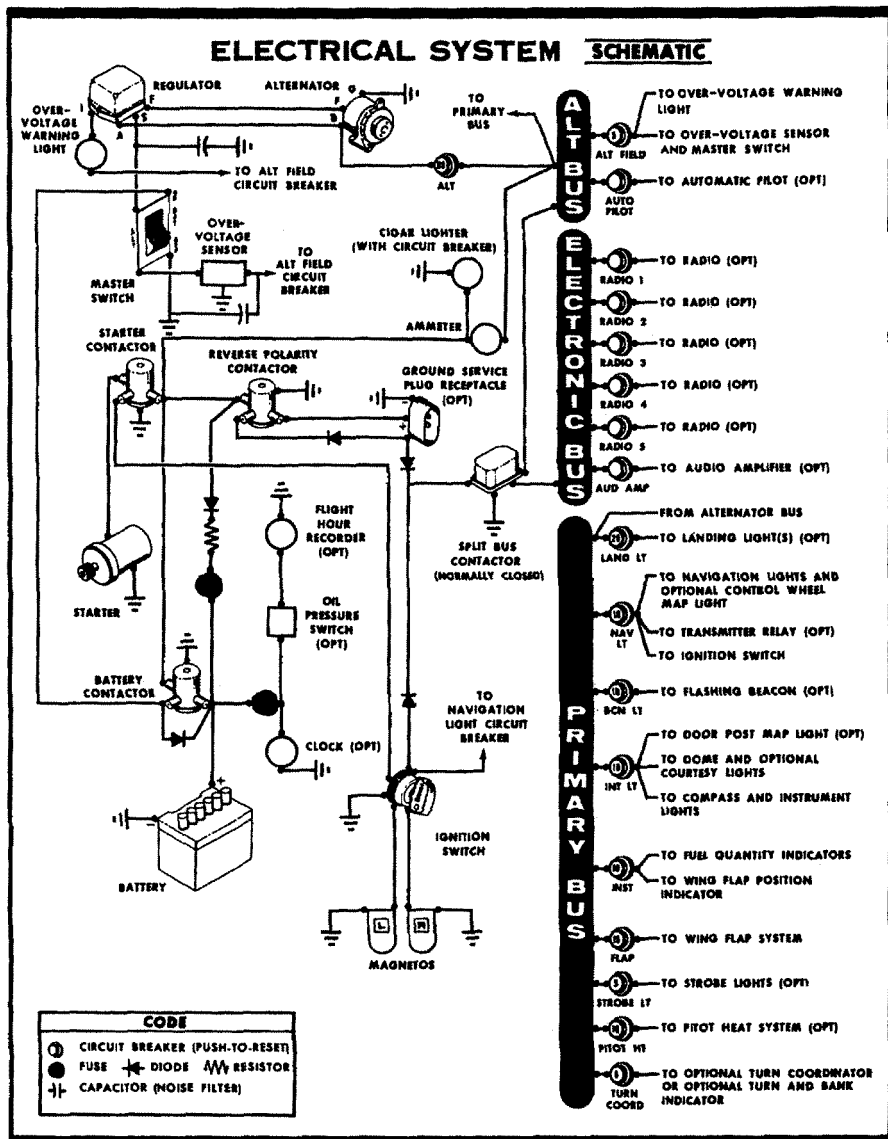 ELECTRICAL SYSTEM SCHEMATIC
REGULATOR
ALTERNATOR
G
F
S
A
F
B
OVER-
VOLTAGE
WARNING
LIGHT
TO ALT FIELD
CIRCUIT BREAKER
TO
PRIMARY
BUS
ALT
MASTER
SWITCH
OVER-
VOLTAGE
SENSOR
TO
ALT FIELD
CIRCUIT
BREAKER
CIGAR LIGHTER
(WITH CIRCUIT BREAKER)
AMMETER
STARTER
CONTACTOR
REVERSE POLARITY
CONTACTOR
GROUND SERVICE
PLUG RECEPTACLE
(OPT)
-
+
SPLIT BUS
CONTACTOR
(NORMALLY CLOSED)
STARTER
FLIGHT
HOUR
RECORDER
(OPT)
OIL
PRESSURE
SWITCH
(OPT)
BATTERY
CONTACTOR
CLOCK (OPT)
TO
NAVIGATION
LIGHT CIRCUIT
BREAKER
IGNITION
SWITCH
+
-
BATTERY
L
R
MAGNETOS
ALT BUS
5
ALT FIELD
TO OVER-VOLTAGE WARNING
LIGHT
TO OVER-VOLTAGE SENSOR
AND MASTER SWITCH
AUTO
PILOT
TO AUTOMATIC PILOT (OPT)
ELECTRONIC BUS
RADIO 1
TO RADIO (OPT)
RADIO 2
TO RADIO (OPT)
RADIO 3
TO RADIO (OPT)
RADIO 4
TO RADIO (OPT)
RADIO 5
TO RADIO (OPT)
AUD AMP
TO AUDIO AMPLIFIER (OPT)
PRIMARY BUS
FROM ALTERNATOR BUS
LAND LT
TO LANDING LIGHT(S) (OPT)
NAV
LT
TO NAVIGATION LIGHTS AND
OPTIONAL CONTROL WHEEL
MAP LIGHT
TO TRANSMITTER RELAY (OPT)
TO IGNITION SWITCH
BCN LT
TO FLASHING BEACON (OPT)
INT LT
TO DOOR POST MAP LIGHT (OPT)
TO DOME AND OPTIONAL
COURTESY LIGHTS
TO COMPASS AND INSTRUMENT
LIGHTS
INST
TO FUEL QUANTITY INDICATORS
TO WING FLAP POSITION
INDICATOR
FLAP
TO WING FLAP SYSTEM
STROBE LT
TO STROBE LIGHTS (OPT)
PITOT HT
TO PITOT HEAT SYSTEM (OPT)
TURN
COORD
TO OPTIONAL TURN COORDINATOR
OR OPTIONAL TURN AND BANK
INDICATOR
CODE
CIRCUIT BREAKER (PUSH-TO-RESET)
FUSE DIODE RESISTOR
CAPACITOR (NOISE FILTER)